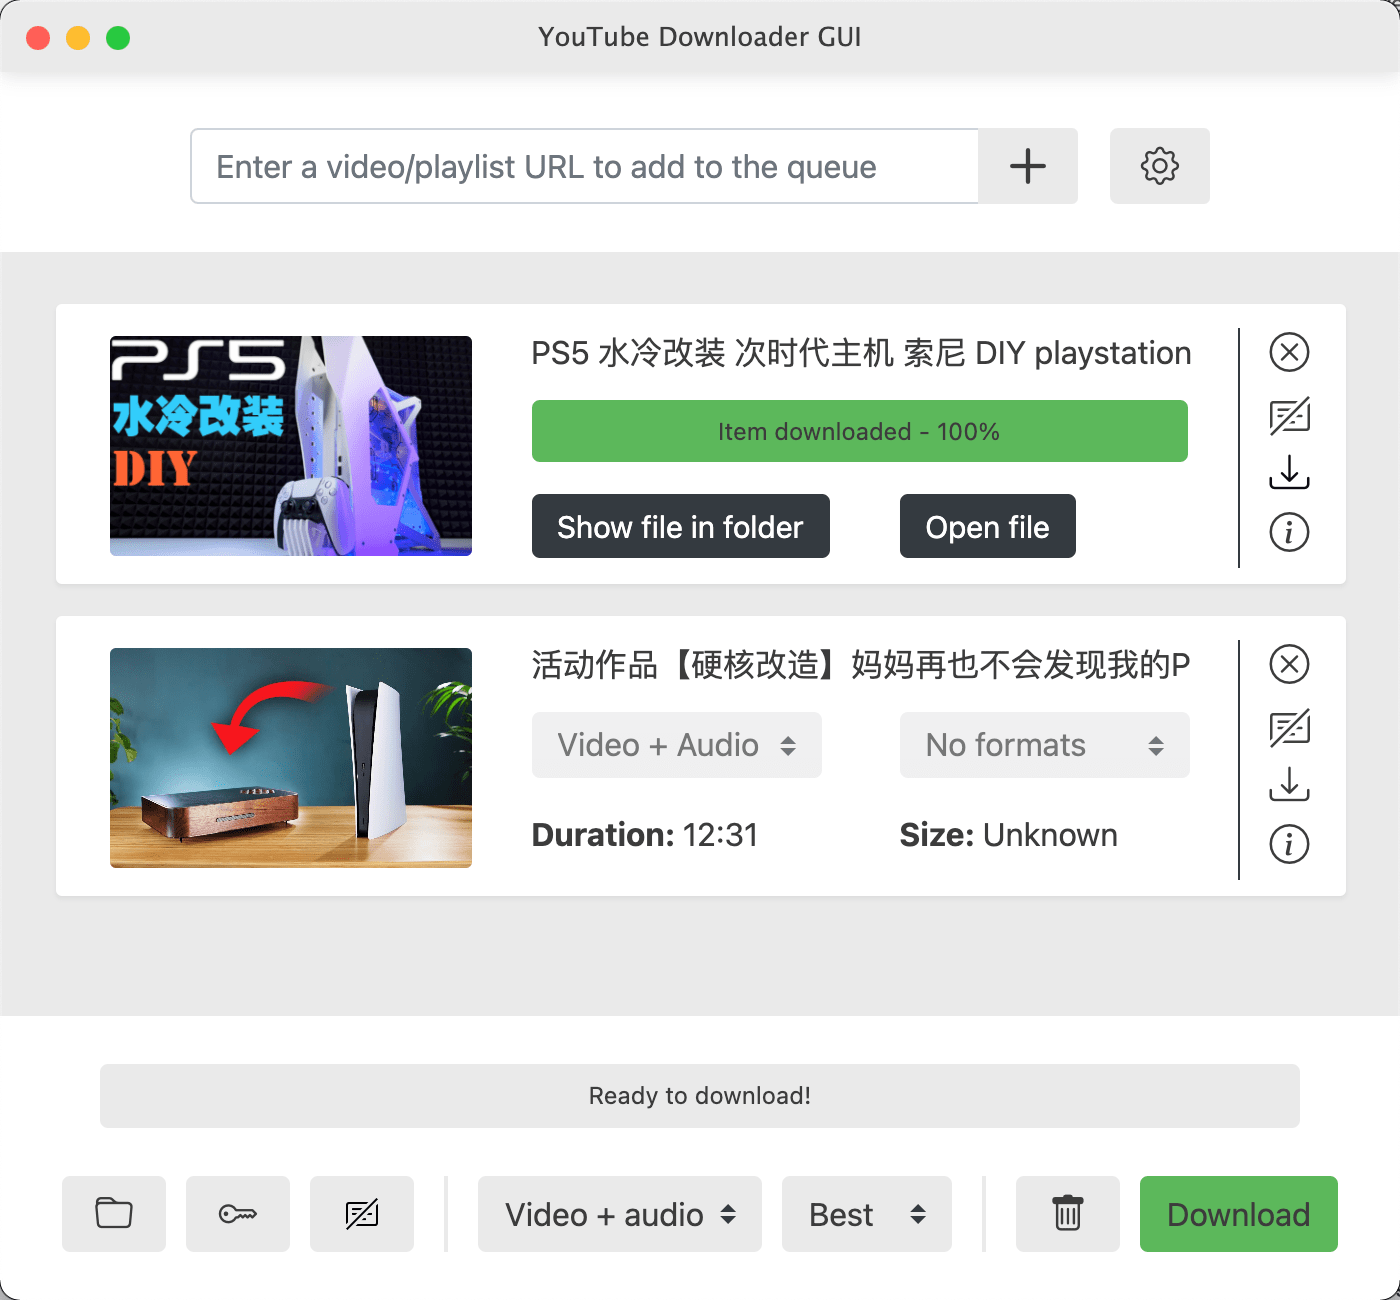 YouTube Downloader GUI
Enter a video/playlist URL to add to the queue
PS5
水冷改装
DIY
PS5 水冷改装 次时代主机 索尼 DIY playstation
Item downloaded - 100%
Show file in folder
Open file
活动作品【硬核改造】妈妈再也不会发现我的P
Video + Audio
No formats
Duration: 12:31
Size: Unknown
Ready to download!
Video + audio
Best
Download